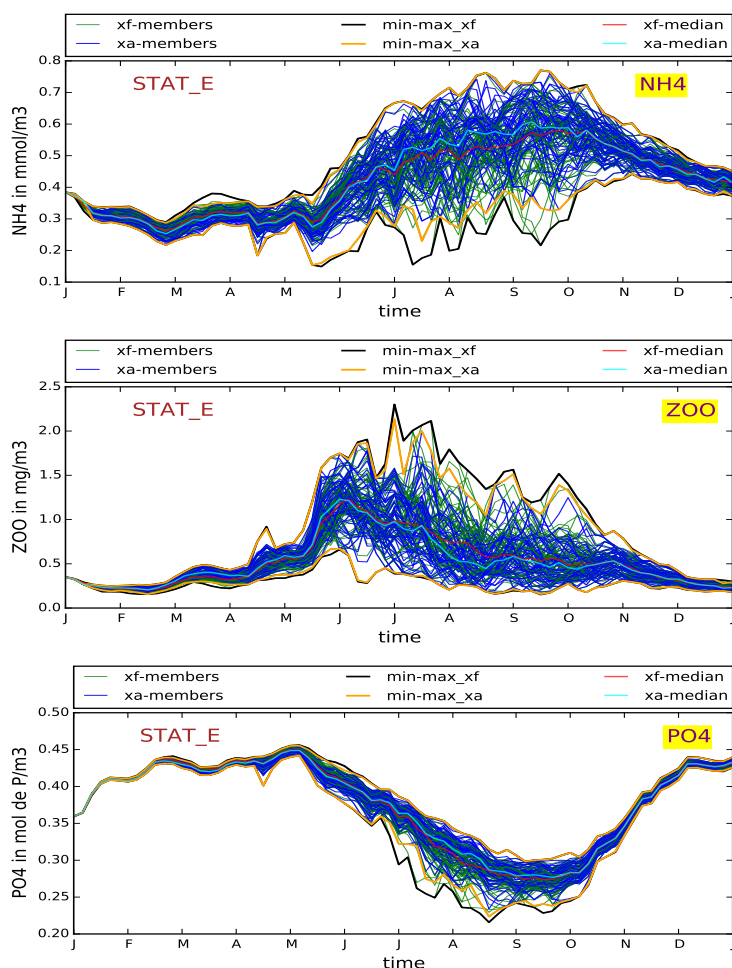 xf-members min-max_xf xf-median
xa-members min-max_xa xa-median
STAT_E NH4
NH4 in mmol/m3
0.8
0.7
0.6
0.5
0.4
0.3
0.2
0.1
J F M A M J J A S O N D J
time
xf-members min-max_xf xf-median
xa-members min-max_xa xa-median
STAT_E ZOO
ZOO in mg/m3
2.5
2.0
1.5
1.0
0.5
0.0
J F M A M J J A S O N D J
time
xf-members min-max_xf xf-median
xa-members min-max_xa xa-median
STAT_E PO4
PO4 in mol de P/m3
0.50
0.45
0.40
0.35
0.30
0.25
0.20
J F M A M J J A S O N D J
time